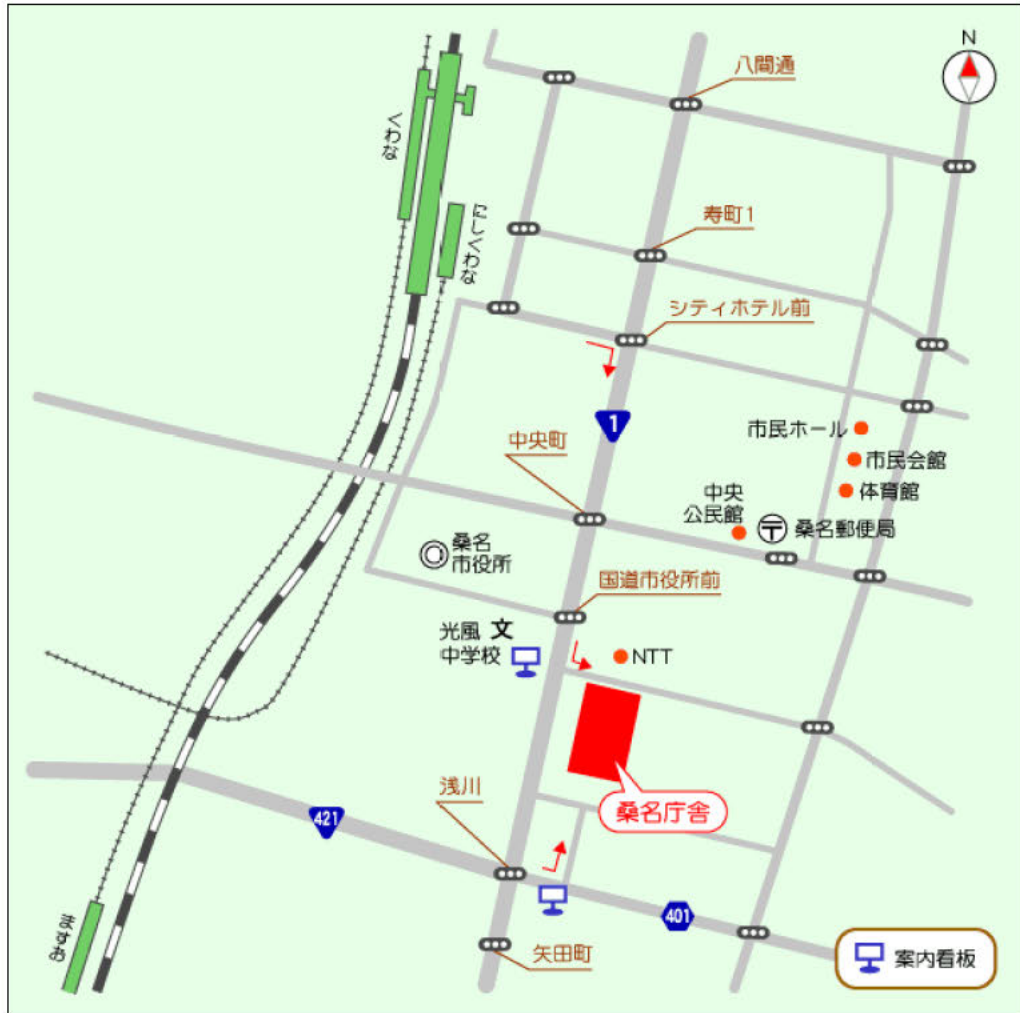 N
八間通
くわな
にしくわな
寿町1
シティホテル前
1
市民ホール
中央町
市民会館
体育館
中央
公民館
桑名郵便局
桑名
市役所
国道市役所前
光風 文
中学校
NTT
浅川
桑名庁舎
421
401
ますお
矢田町
案内看板